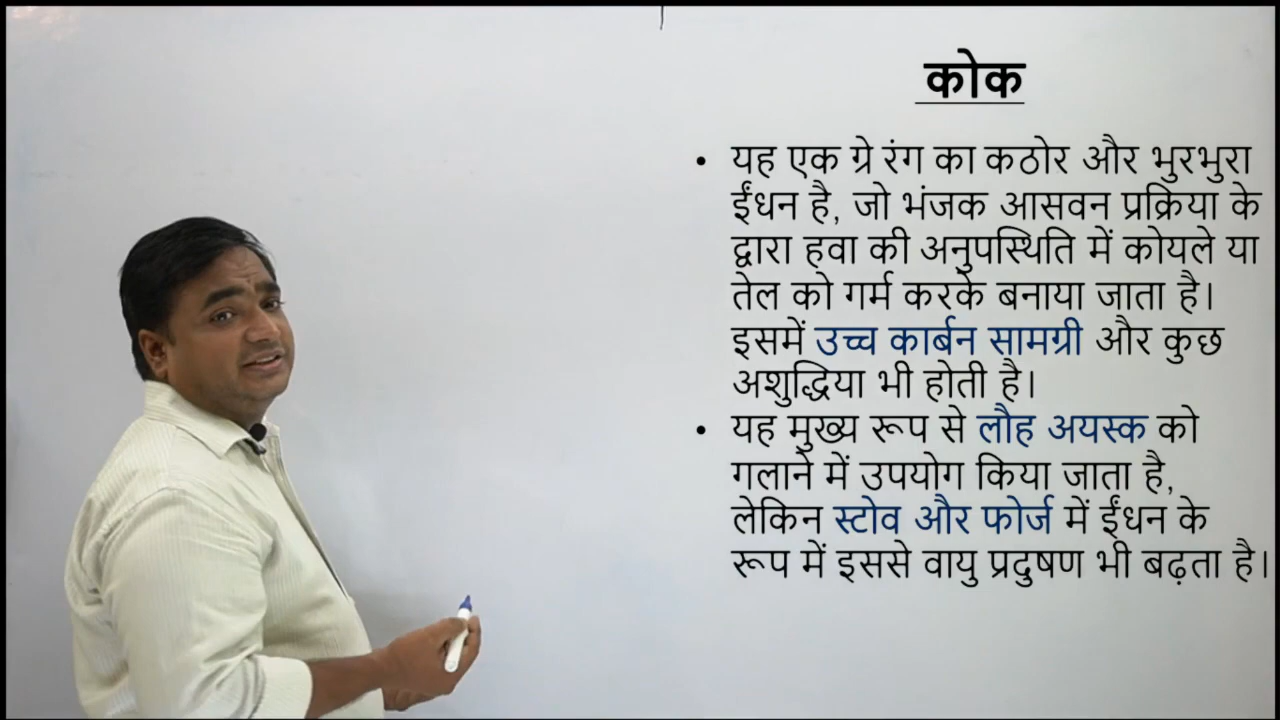 कोक
• यह एक ग्रे रंग का कठोर और भुरभुरा
ईंधन है, जो भंजक आसवन प्रक्रिया के
द्वारा हवा की अनुपस्थिति में कोयले या
तेल को गर्म करके बनाया जाता है।
इसमें उच्च कार्बन सामग्री और कुछ
अशुद्धिया भी होती है।
• यह मुख्य रूप से लौह अयस्क को
गलाने में उपयोग किया जाता है,
लेकिन स्टोव और फोर्ज में ईंधन के
रूप में इससे वायु प्रदुषण भी बढ़ता है।